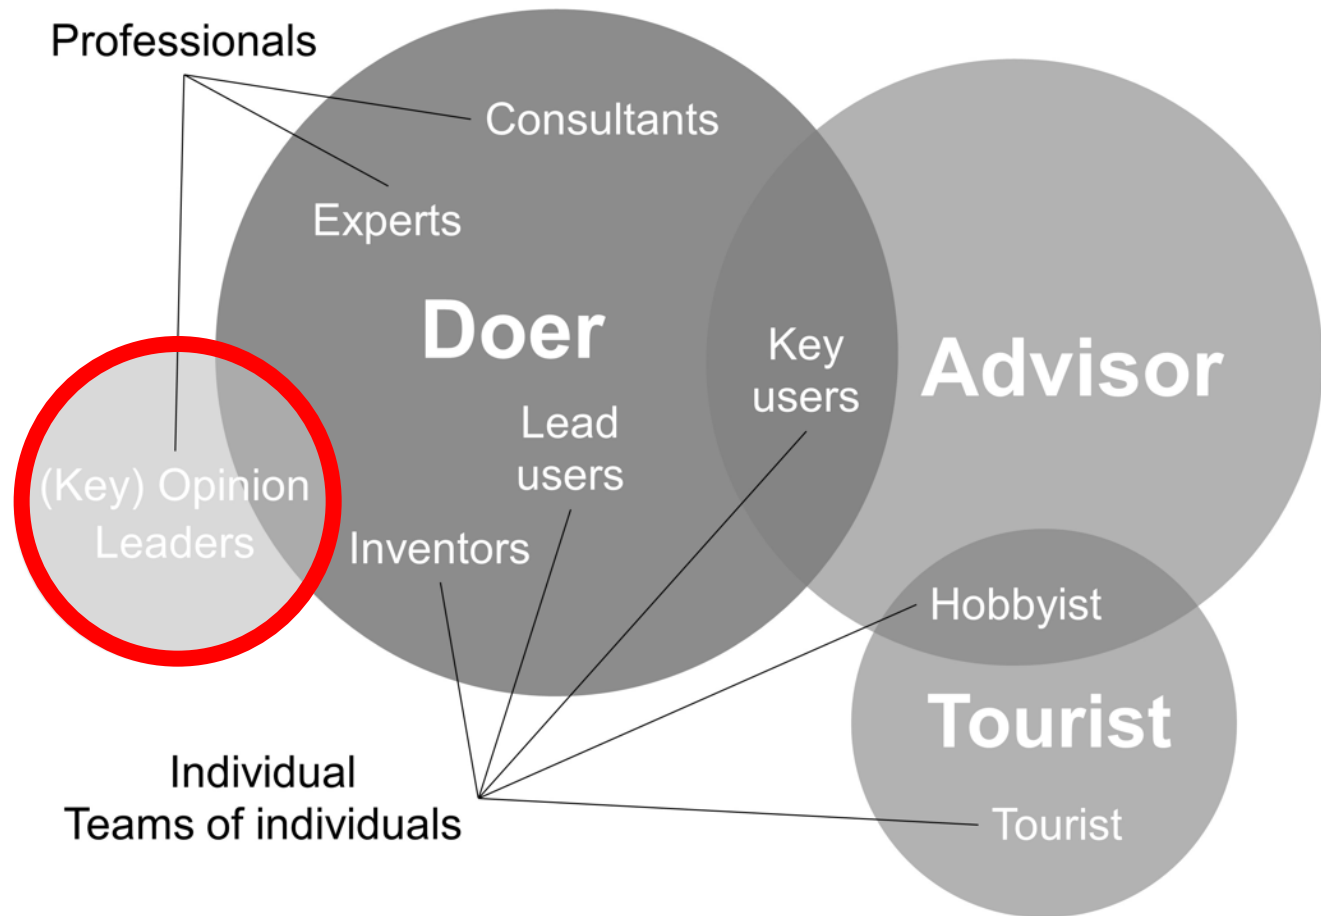 Professionals
Consultants
Experts
Doer
Key
users
Advisor
Lead
users
(Key) Opinion
Leaders
Inventors
Hobbyist
Tourist
Individual
Teams of individuals
Tourist